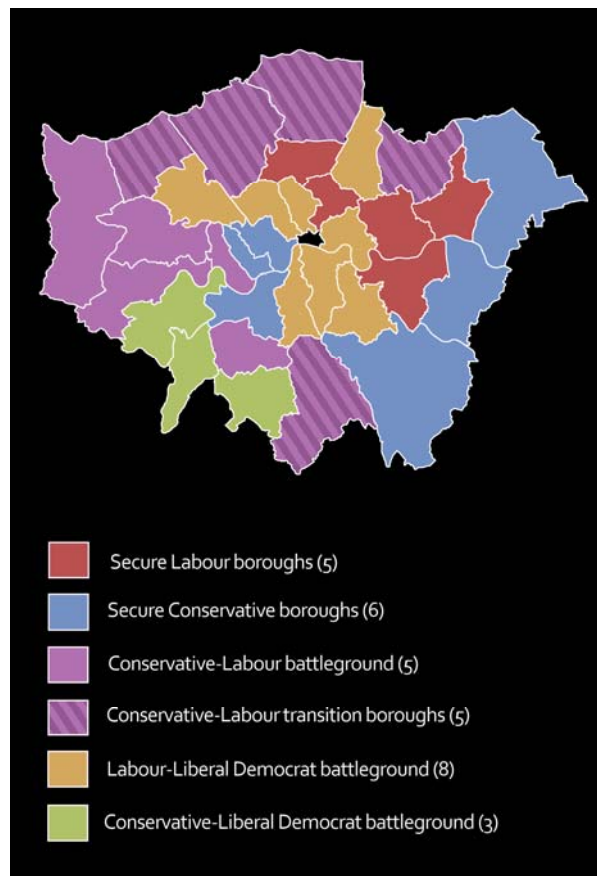 Secure Labour boroughs (5)
Secure Conservative boroughs (6)
Conservative-Labour battleground (5)
Conservative-Labour transition boroughs (5)
Labour-Liberal Democrat battleground (8)
Conservative-Liberal Democrat battleground (3)